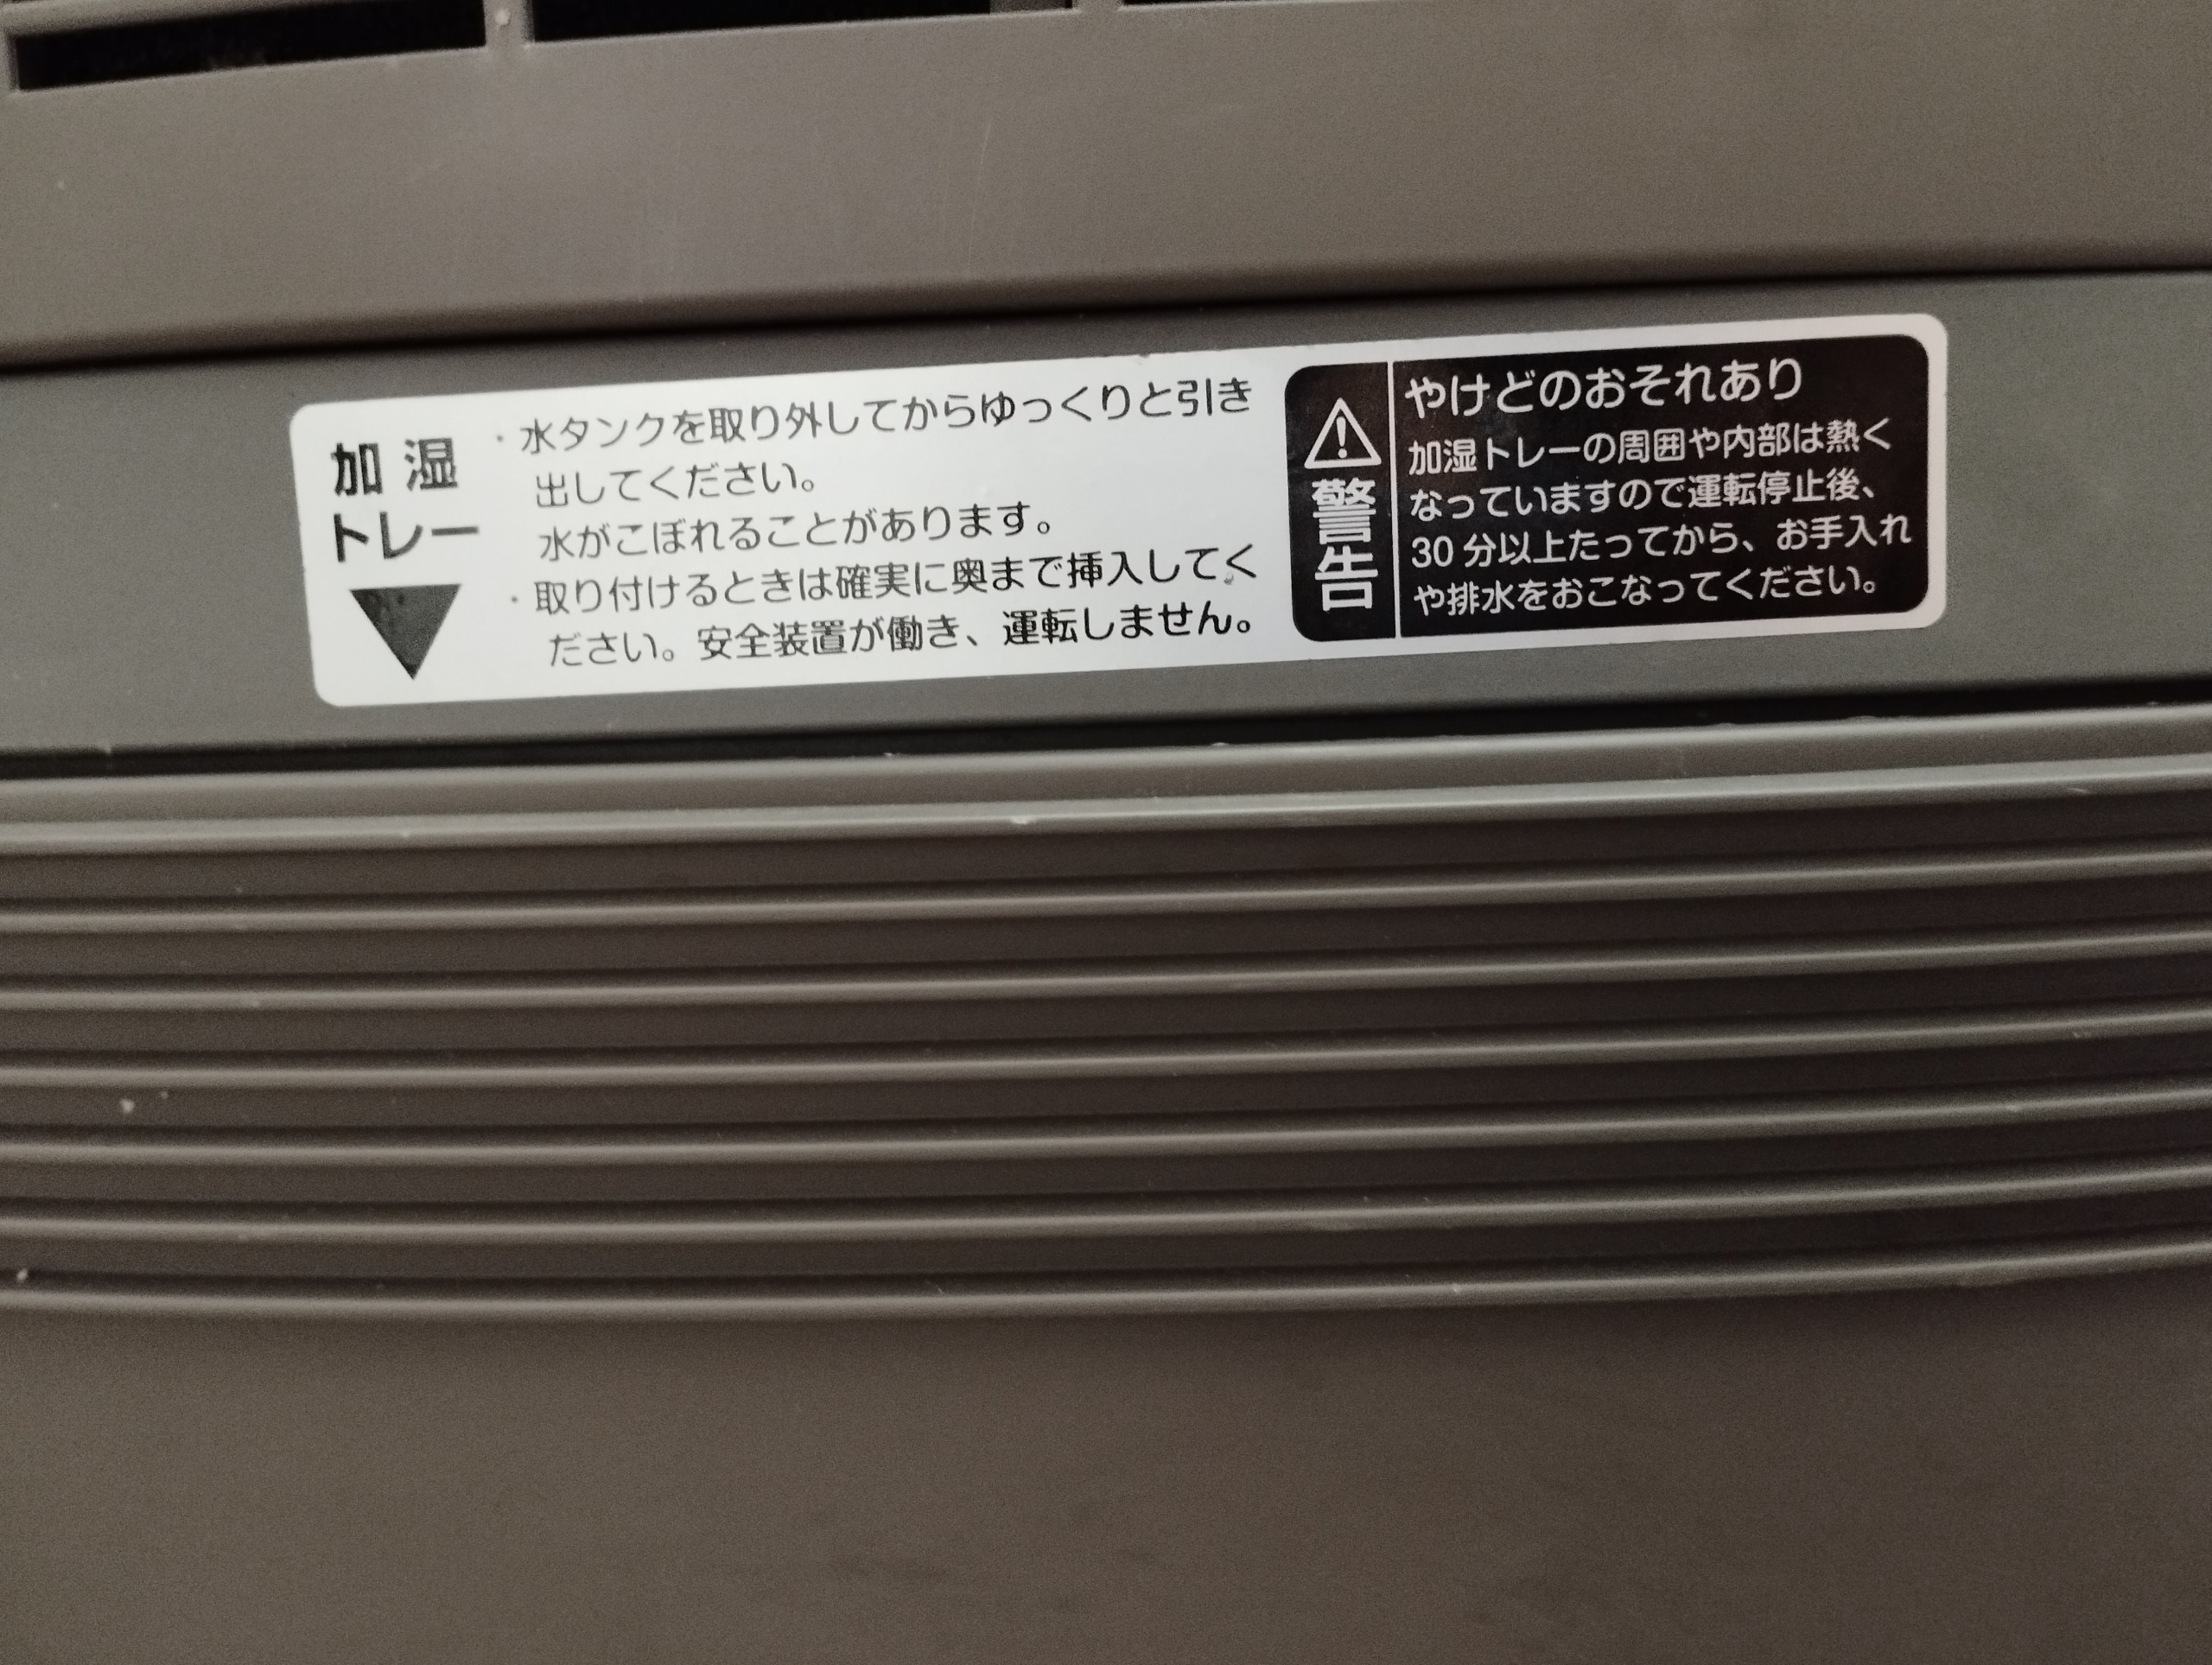 加湿
トレー
・水タンクを取り外してからゆっくりと引き
出してください。
水がこぼれることがあります。
・取り付けるときは確実に奥まで挿入してく
ださい。安全装置が働き、運転しません。
警告
やけどのおそれあり
加湿トレーの周囲や内部は熱く
なっていますので運転停止後、
30分以上たってから、お手入れ
や排水をおこなってください。